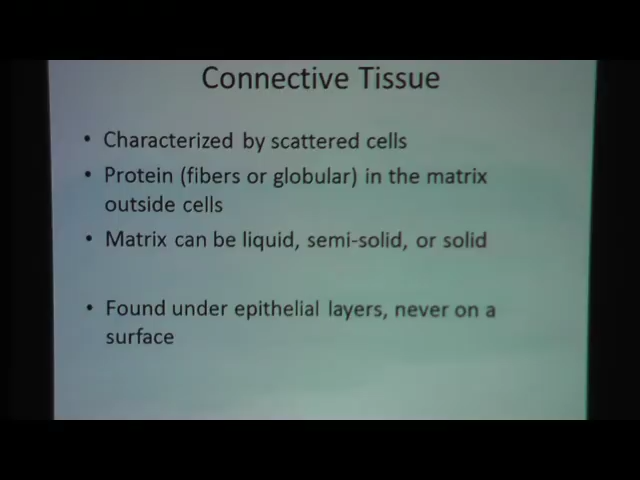 Connective Tissue
• Characterized by scattered cells
• Protein (fibers or globular) in the matrix
outside cells
• Matrix can be liquid, semi-solid, or solid
• Found under epithelial layers, never on a
surface